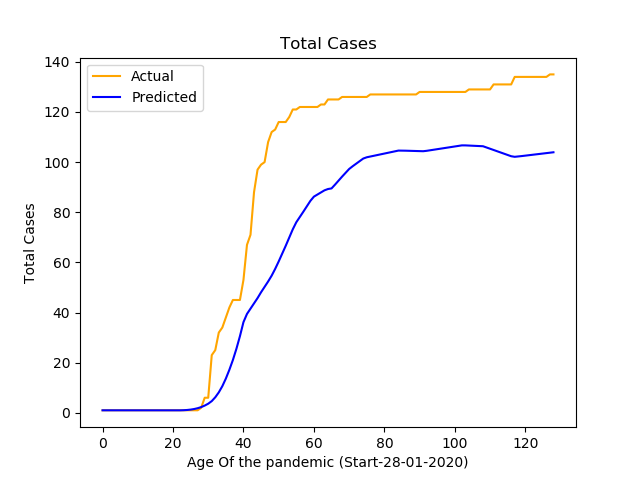 Total Cases
Actual
Predicted
140
120
100
80
60
40
20
0
Total Cases
0 20 40 60 80 100 120
Age Of the pandemic (Start-28-01-2020)